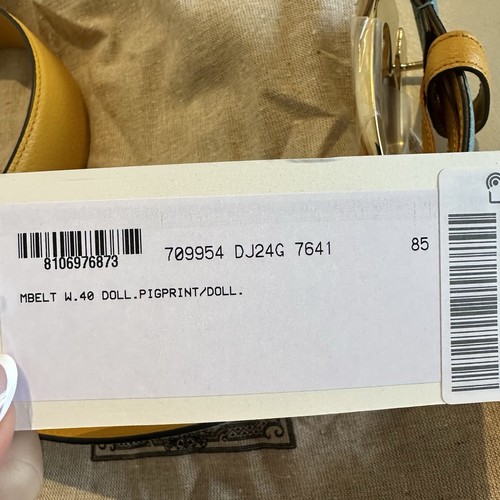 709954 DJ24G 7641 85
8106976873
MBELT W.40 DOLL.PIGPRINT/DOLL.